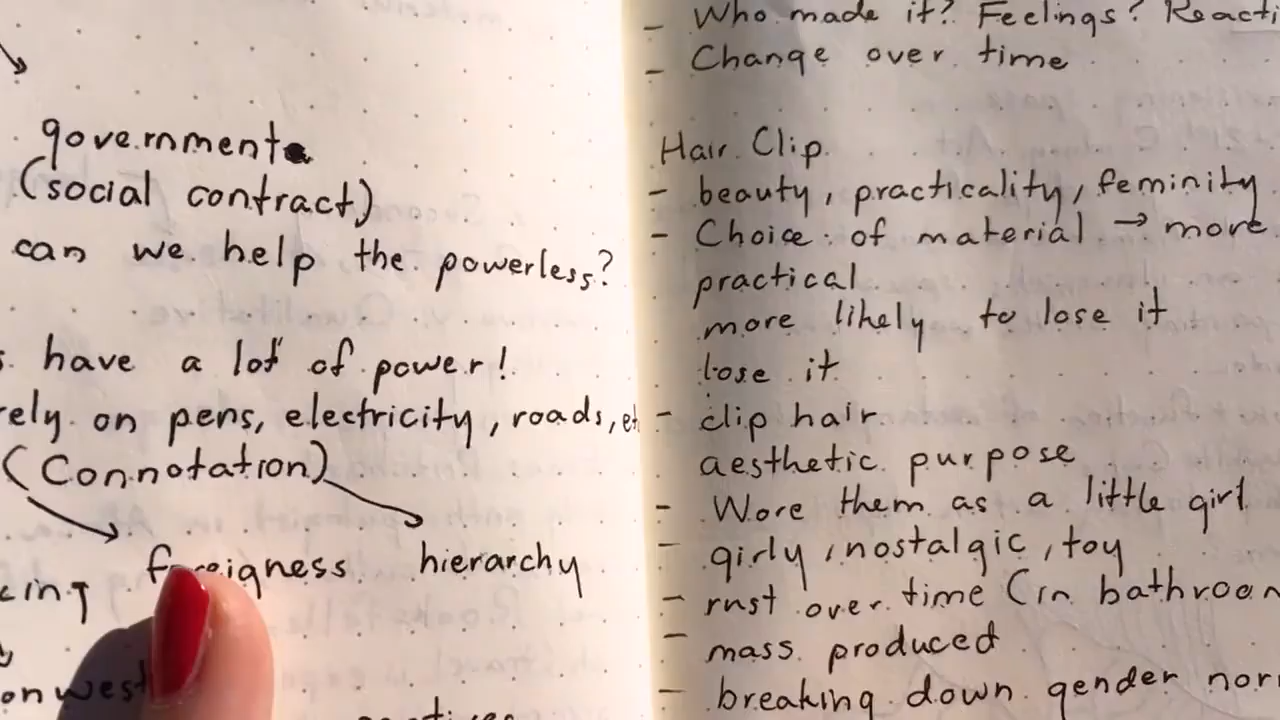 government
(social contract)
can we help the powerless?
have a lot of power!
rely on pens, electricity, roads, et
(Connotation)
foreigness hierarchy
Who made it? Feelings? Reacti
- Change over time
Hair Clip
- beauty, practicality, feminity
- Choice of material → more
practical
more likely to lose it
lose it
- clip hair
aesthetic purpose
- Wore them as a little girl
- girly, nostalgic, toy
- rust over time (in bathroom
- mass produced
- breaking down gender nor